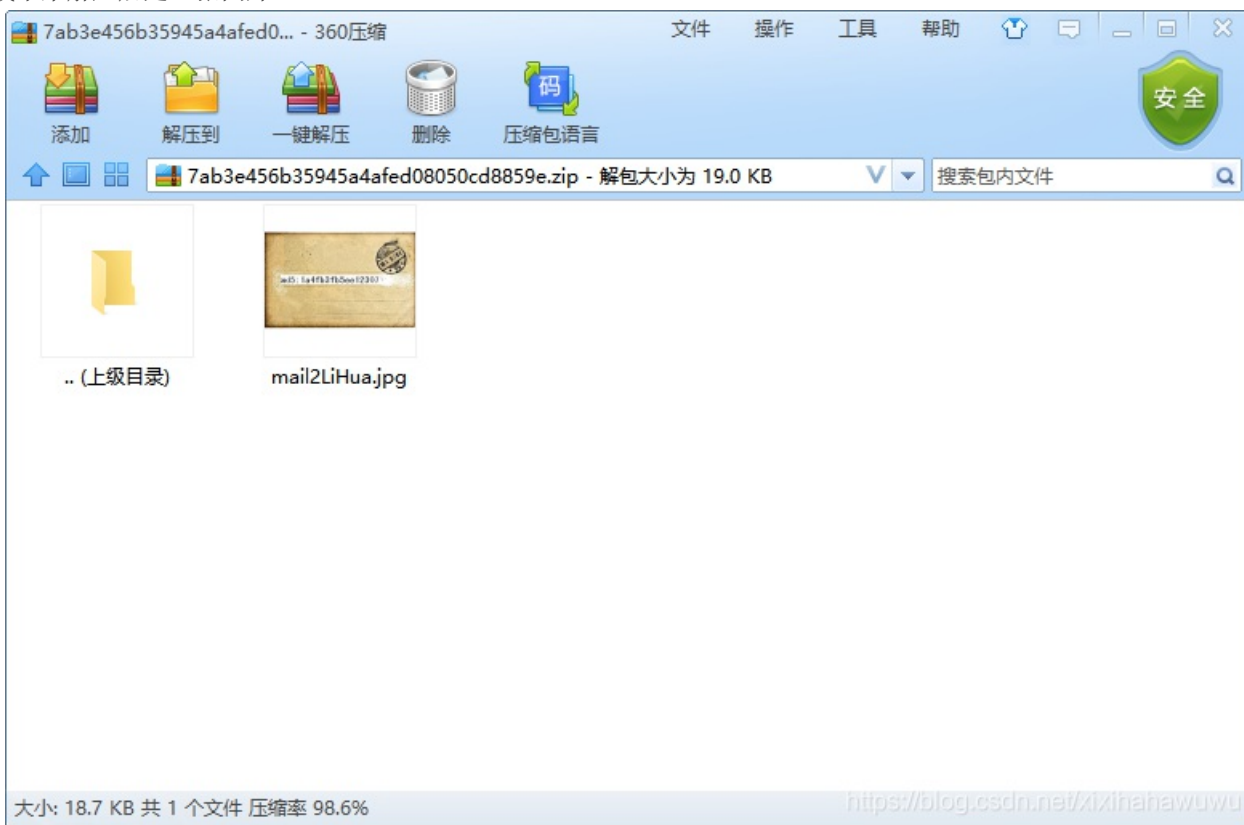 7ab3e456b35945a4afed0... - 360压缩
文件 操作 工具 帮助
添加 解压到 一键解压 删除 压缩包语言
码
安全
7ab3e456b35945a4afed08050cd8859e.zip - 解包大小为 19.0 KB
搜索包内文件
.. (上级目录)
mail2LiHua.jpg
大小: 18.7 KB 共 1 个文件 压缩率 98.6%
https://blog.csdn.net/xixihahawuwu